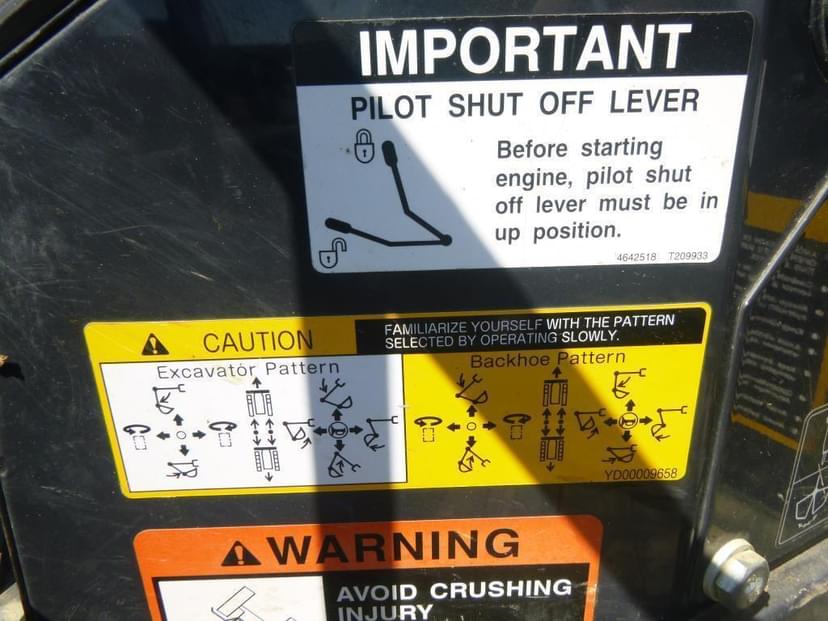 IMPORTANT
PILOT SHUT OFF LEVER
Before starting
engine, pilot shut
off lever must be in
up position.
4642518 T209933
CAUTION
FAMILIARIZE YOURSELF WITH THE PATTERN
SELECTED BY OPERATING SLOWLY.
Excavator Pattern
Backhoe Pattern
YD00009658
WARNING
AVOID CRUSHING
INJURY